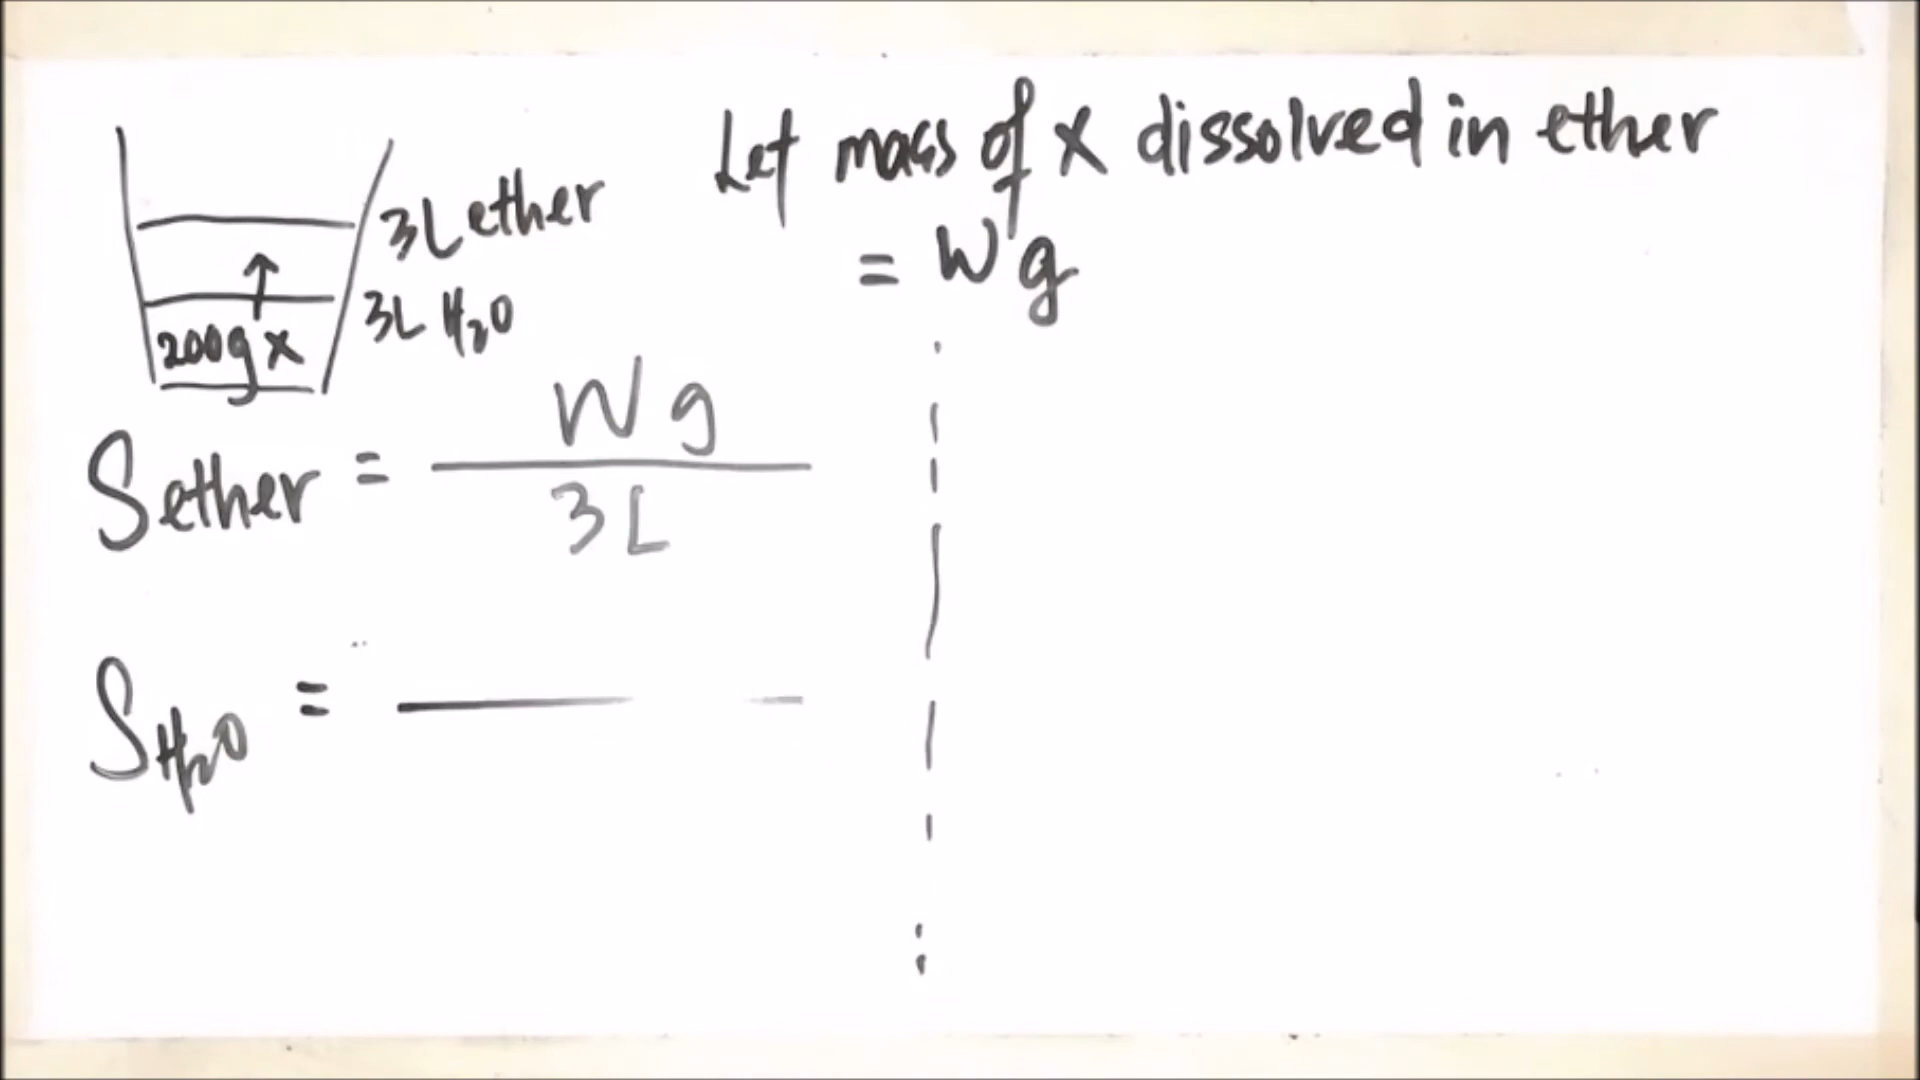 Let mass of X dissolved in ether
= W g
3L ether
3L H₂O
200g X
Sether = W g / 3L
SH₂O =